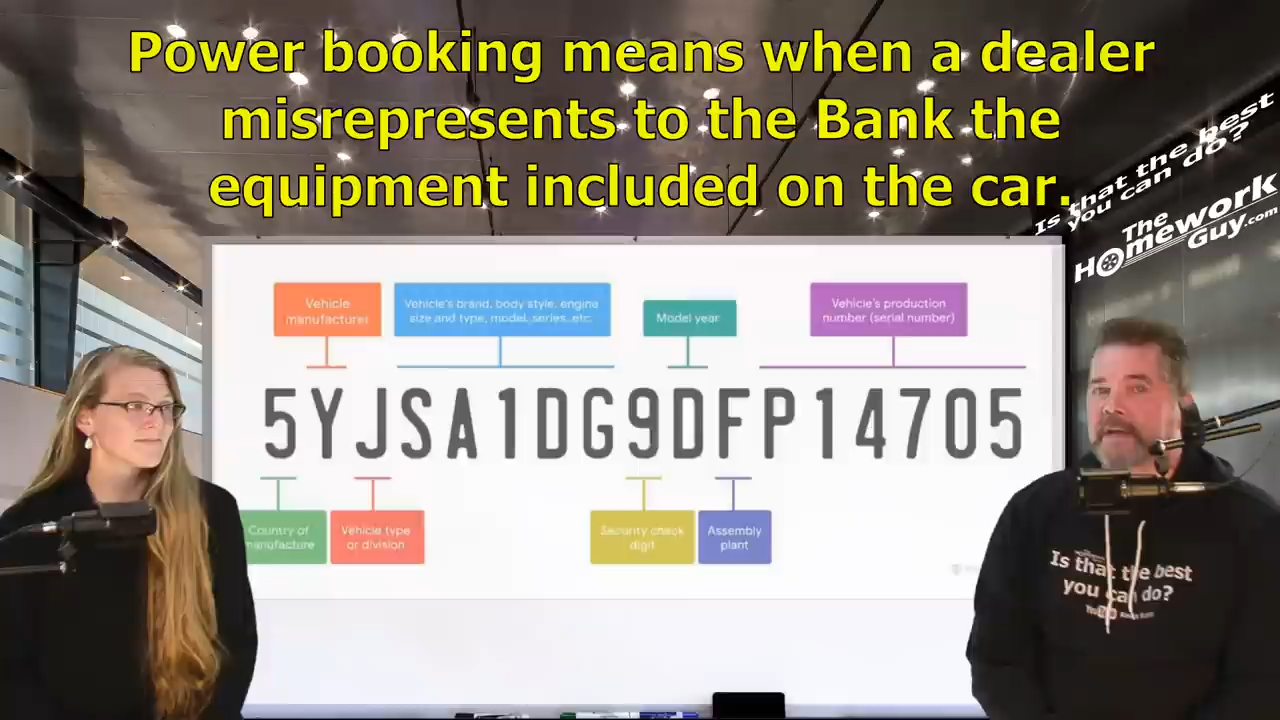 Power booking means when a dealer
misrepresents to the Bank the
equipment included on the car.
Is that the best
you can do?
The
Homework
Guy.com
Vehicle
manufacturer
Vehicle's brand, body style, engine
size and type, model, series, etc.
Model year
Vehicle's production
number (serial number)
5YJSA1DG9DFP14705
Country of
manufacture
Vehicle type
or division
Security check
digit
Assembly
plant
Is that the best
you can do?